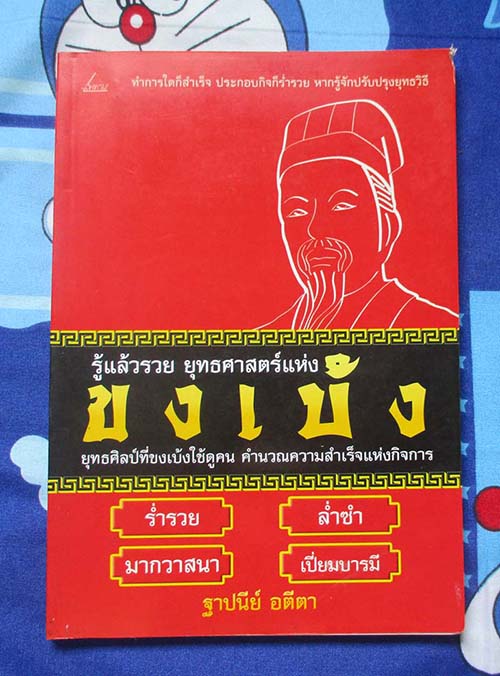 ทำการใดก็สำเร็จ ประกอบกิจก็ร่ำรวย หากรู้จักปรับปรุงยุทธวิธี
รู้แล้วรวย ยุทธศาสตร์แห่ง
ขงเบ้ง
ยุทธศิลป์ที่ขงเบ้งใช้ดูคน คำนวณความสำเร็จแห่งกิจการ
ร่ำรวย
ล่ำซำ
มากวาสนา
เปี่ยมบารมี
ฐาปนีย์ อตีตา